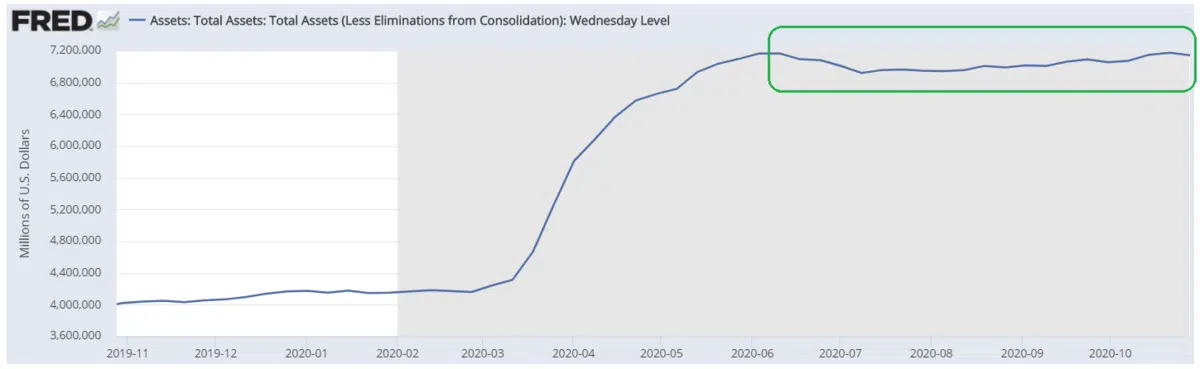 FRED
Assets: Total Assets: Total Assets (Less Eliminations from Consolidation): Wednesday Level
Millions of U.S. Dollars
7,200,000
6,800,000
6,400,000
6,000,000
5,600,000
5,200,000
4,800,000
4,400,000
4,000,000
3,600,000
2019-11 2019-12 2020-01 2020-02 2020-03 2020-04 2020-05 2020-06 2020-07 2020-08 2020-09 2020-10